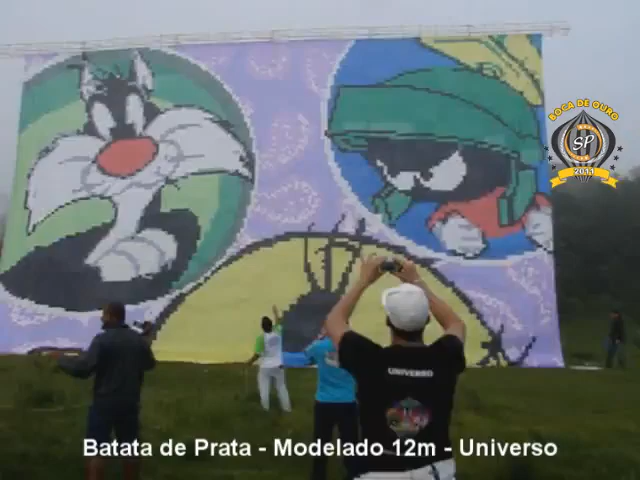 BOCA DE OURO
SP
2011
UNIVERSO
Batata de Prata - Modelado 12m - Universo